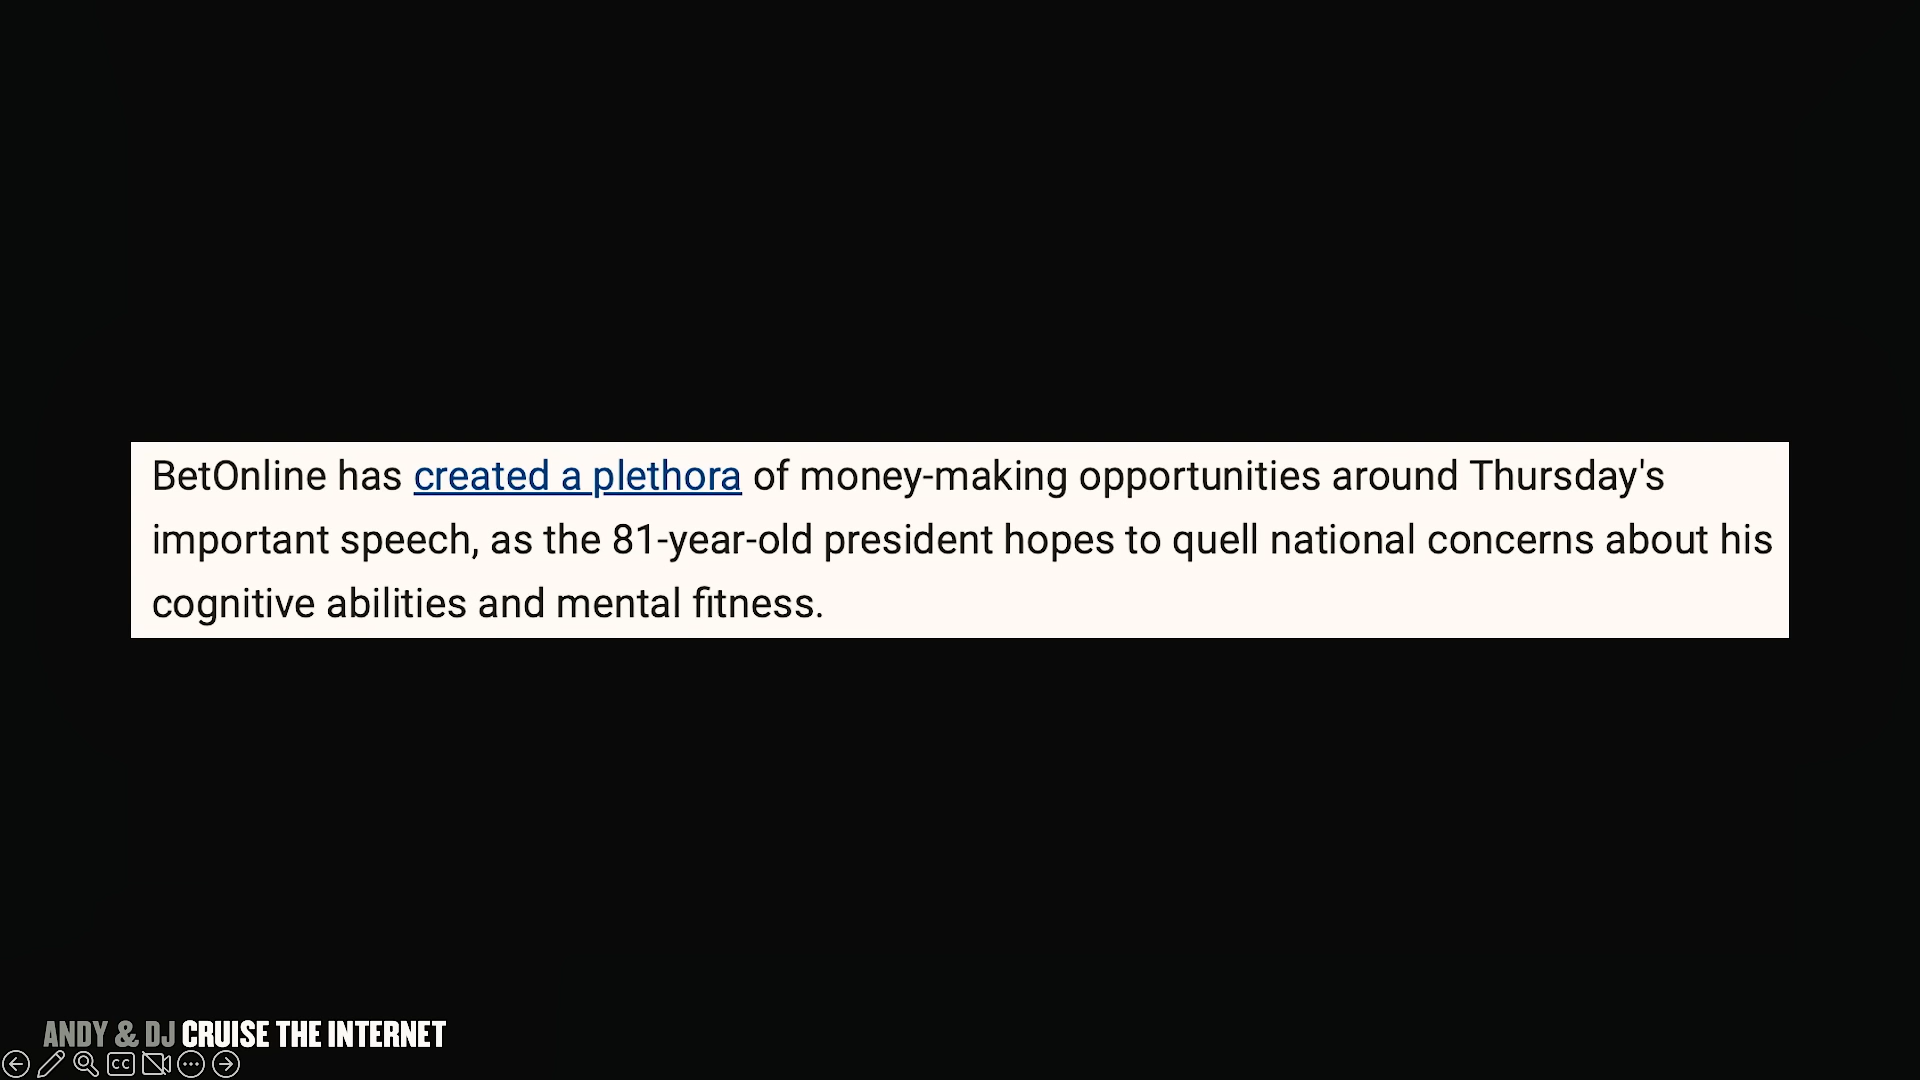 BetOnline has created a plethora of money-making opportunities around Thursday's
important speech, as the 81-year-old president hopes to quell national concerns about his
cognitive abilities and mental fitness.
ANDY & DJ CRUISE THE INTERNET
CC